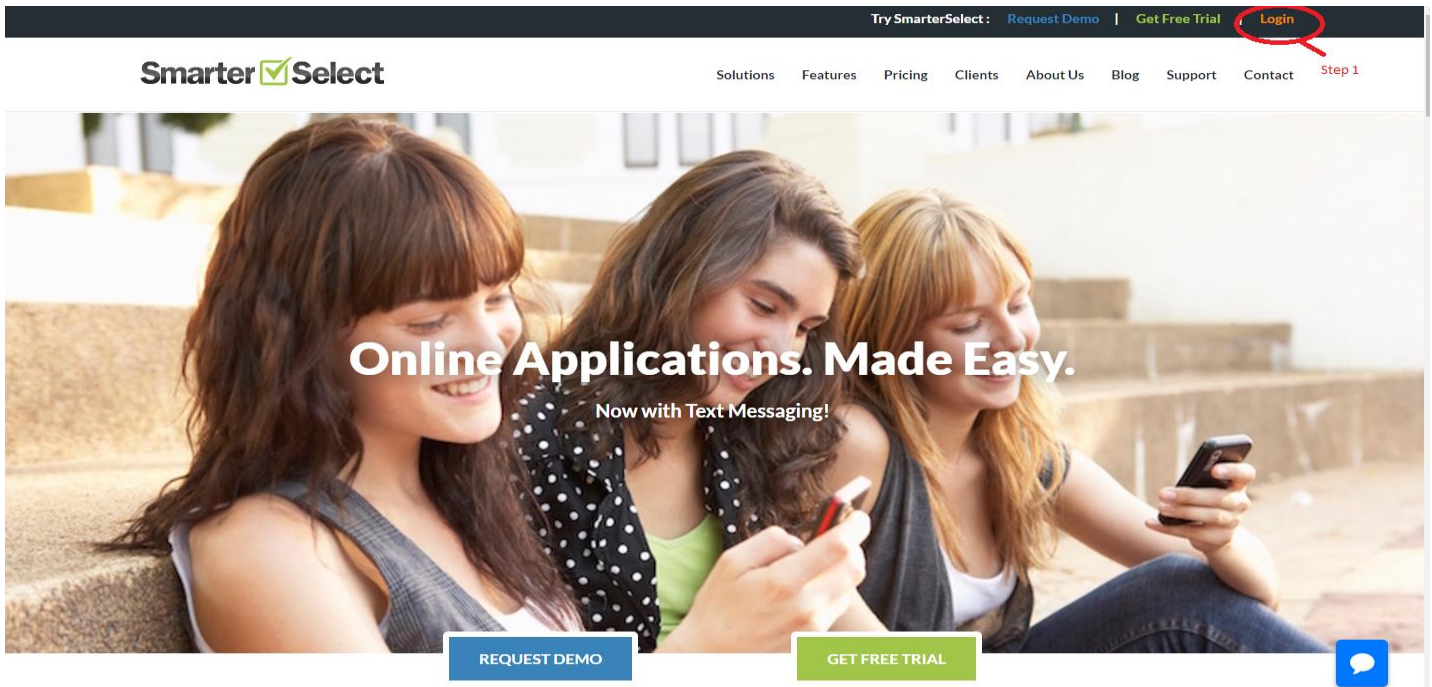 Try SmarterSelect : Request Demo | Get Free Trial | Login
Smarter Select
Solutions Features Pricing Clients About Us Blog Support Contact
Step 1
Online Applications. Made Easy.
Now with Text Messaging!
REQUEST DEMO
GET FREE TRIAL